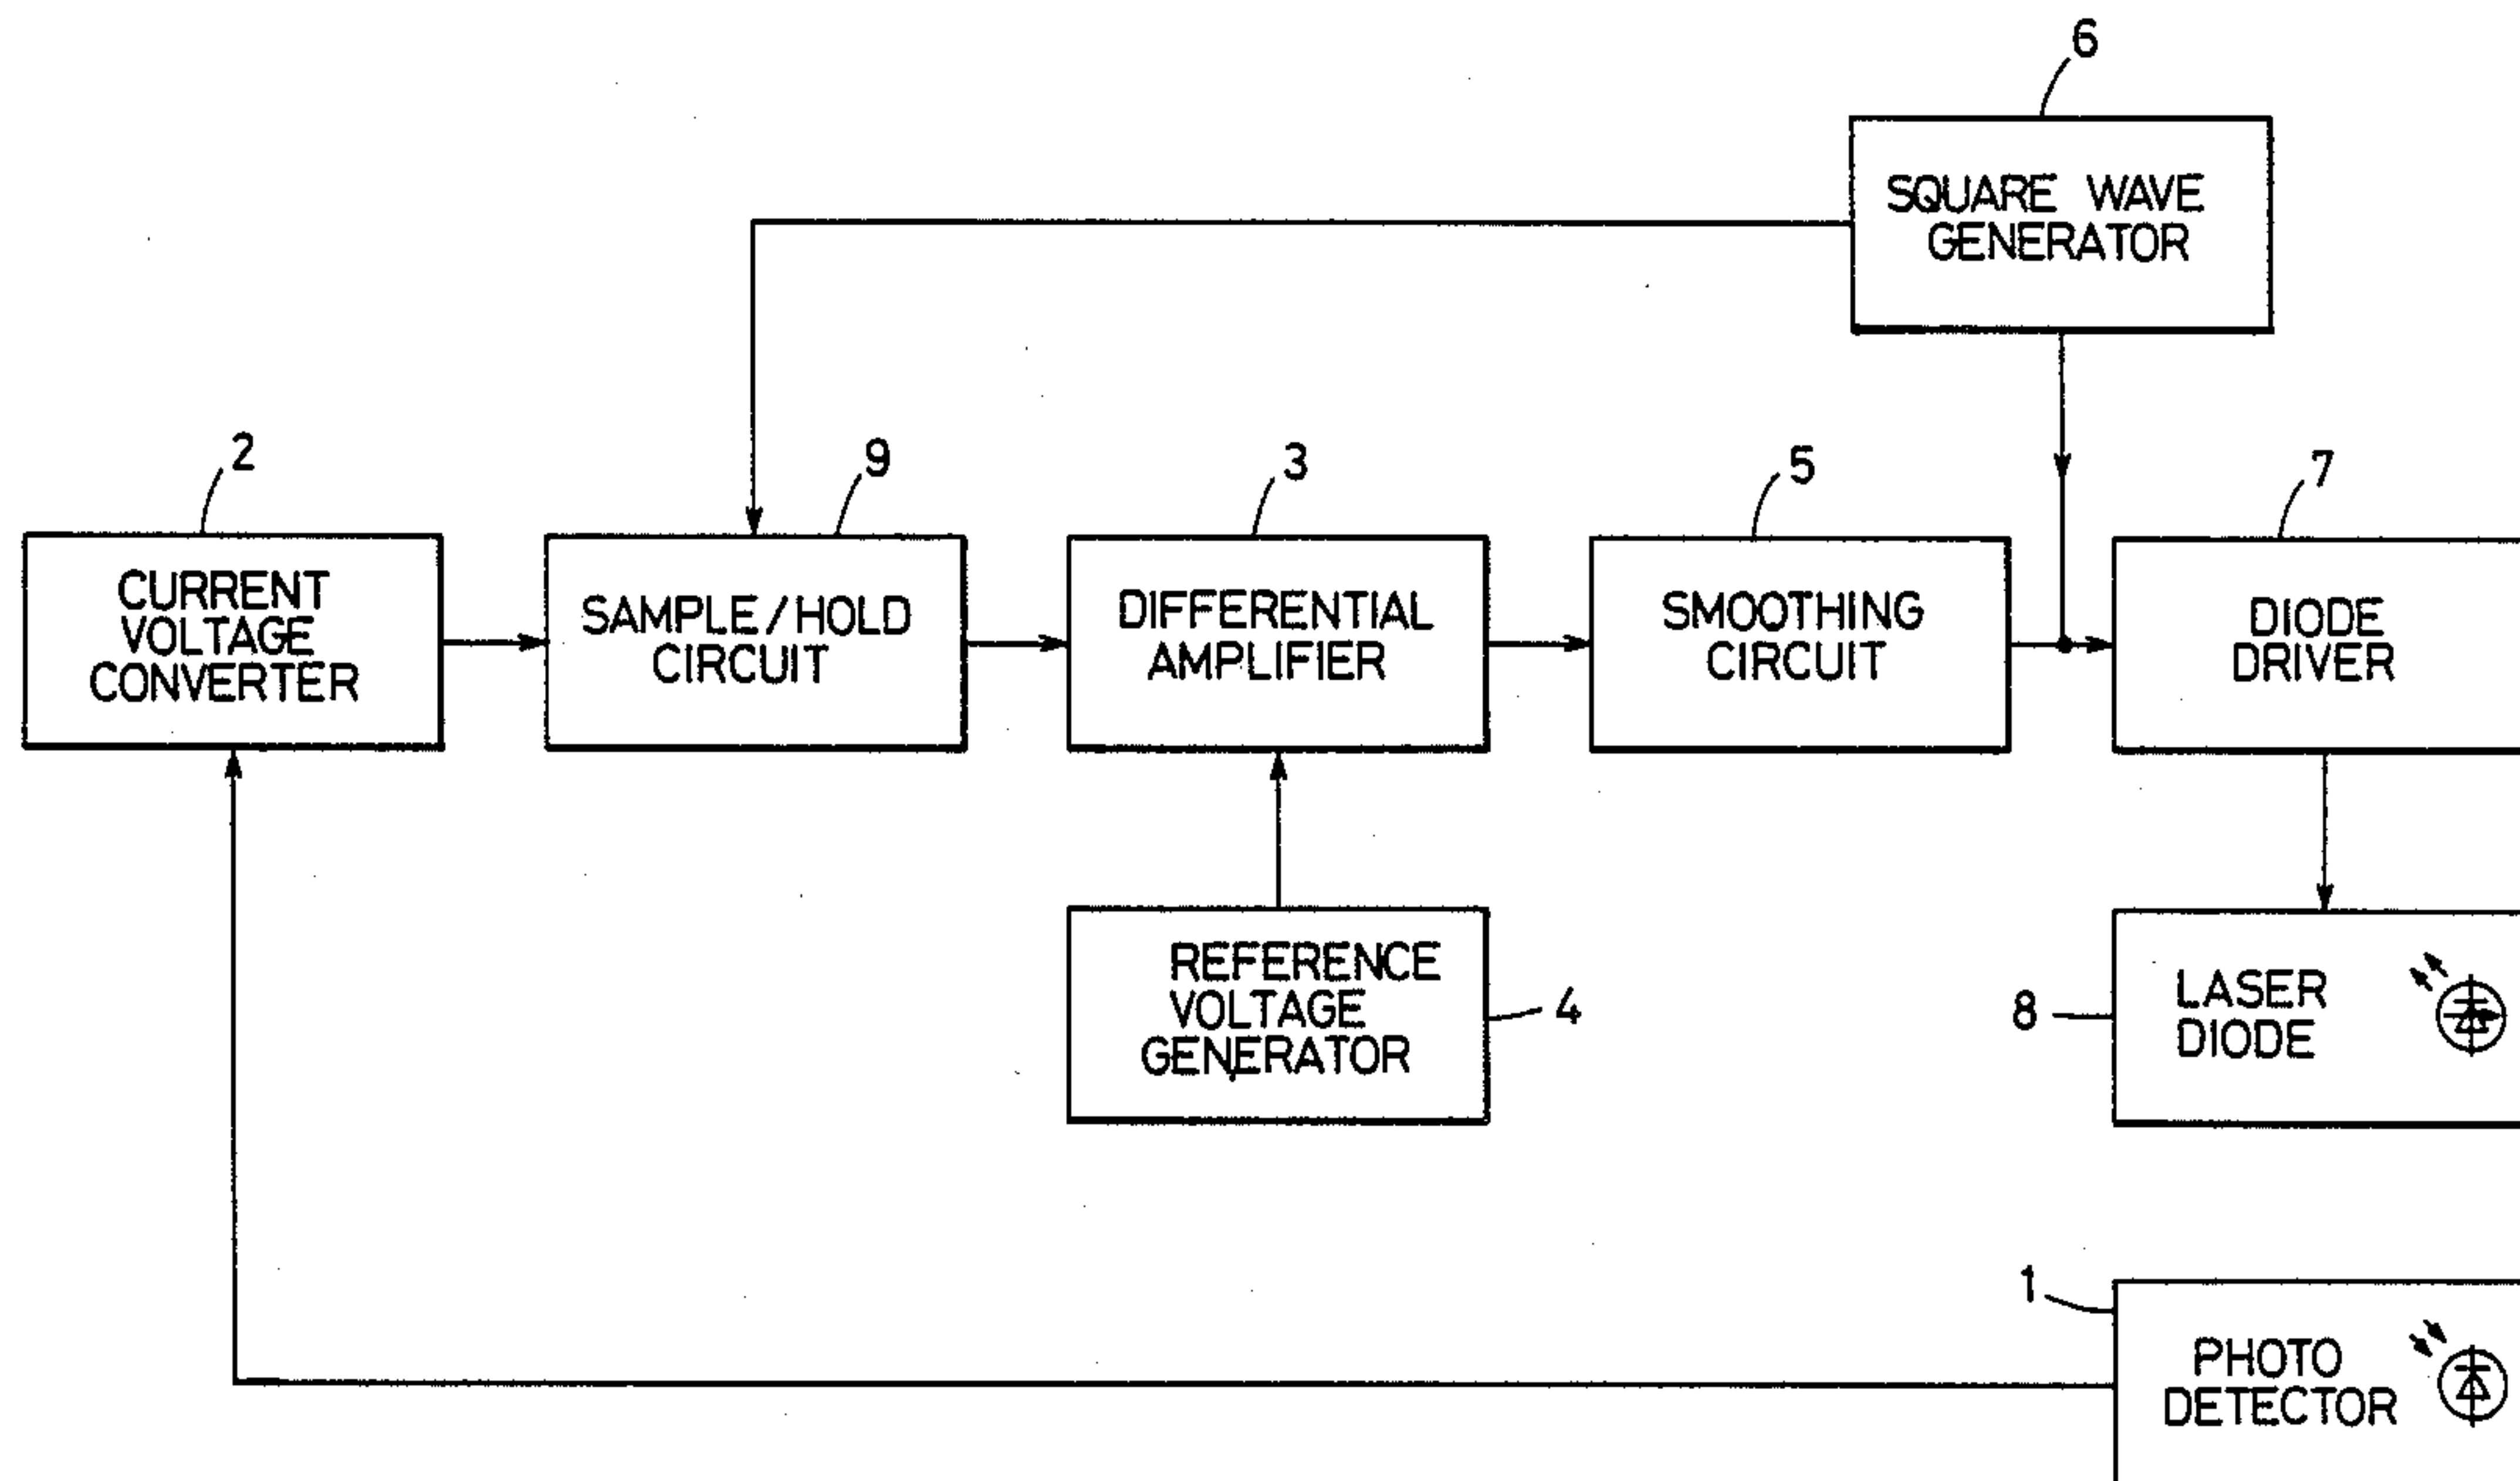 6
SQUARE WAVE
GENERATOR
2
9
3
5
7
CURRENT
VOLTAGE
CONVERTER
SAMPLE/HOLD
CIRCUIT
DIFFERENTIAL
AMPLIFIER
SMOOTHING
CIRCUIT
DIODE
DRIVER
REFERENCE
VOLTAGE
GENERATOR
4
8
LASER
DIODE
1
PHOTO
DETECTOR